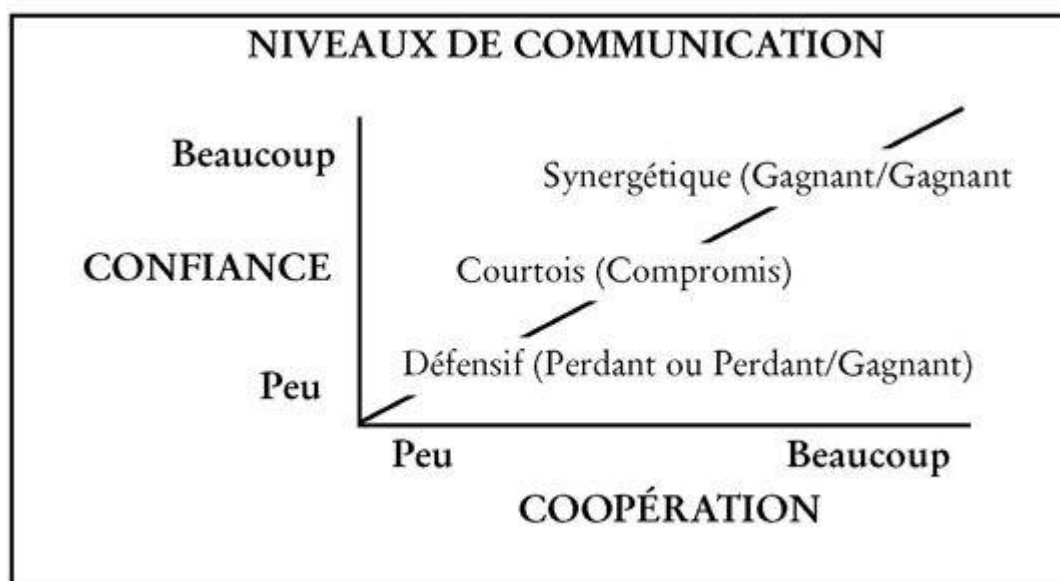 NIVEAUX DE COMMUNICATION
Beaucoup
Synergétique (Gagnant/Gagnant
CONFIANCE
Courtois (Compromis)
Défensif (Perdant ou Perdant/Gagnant)
Peu
Peu
Beaucoup
COOPÉRATION